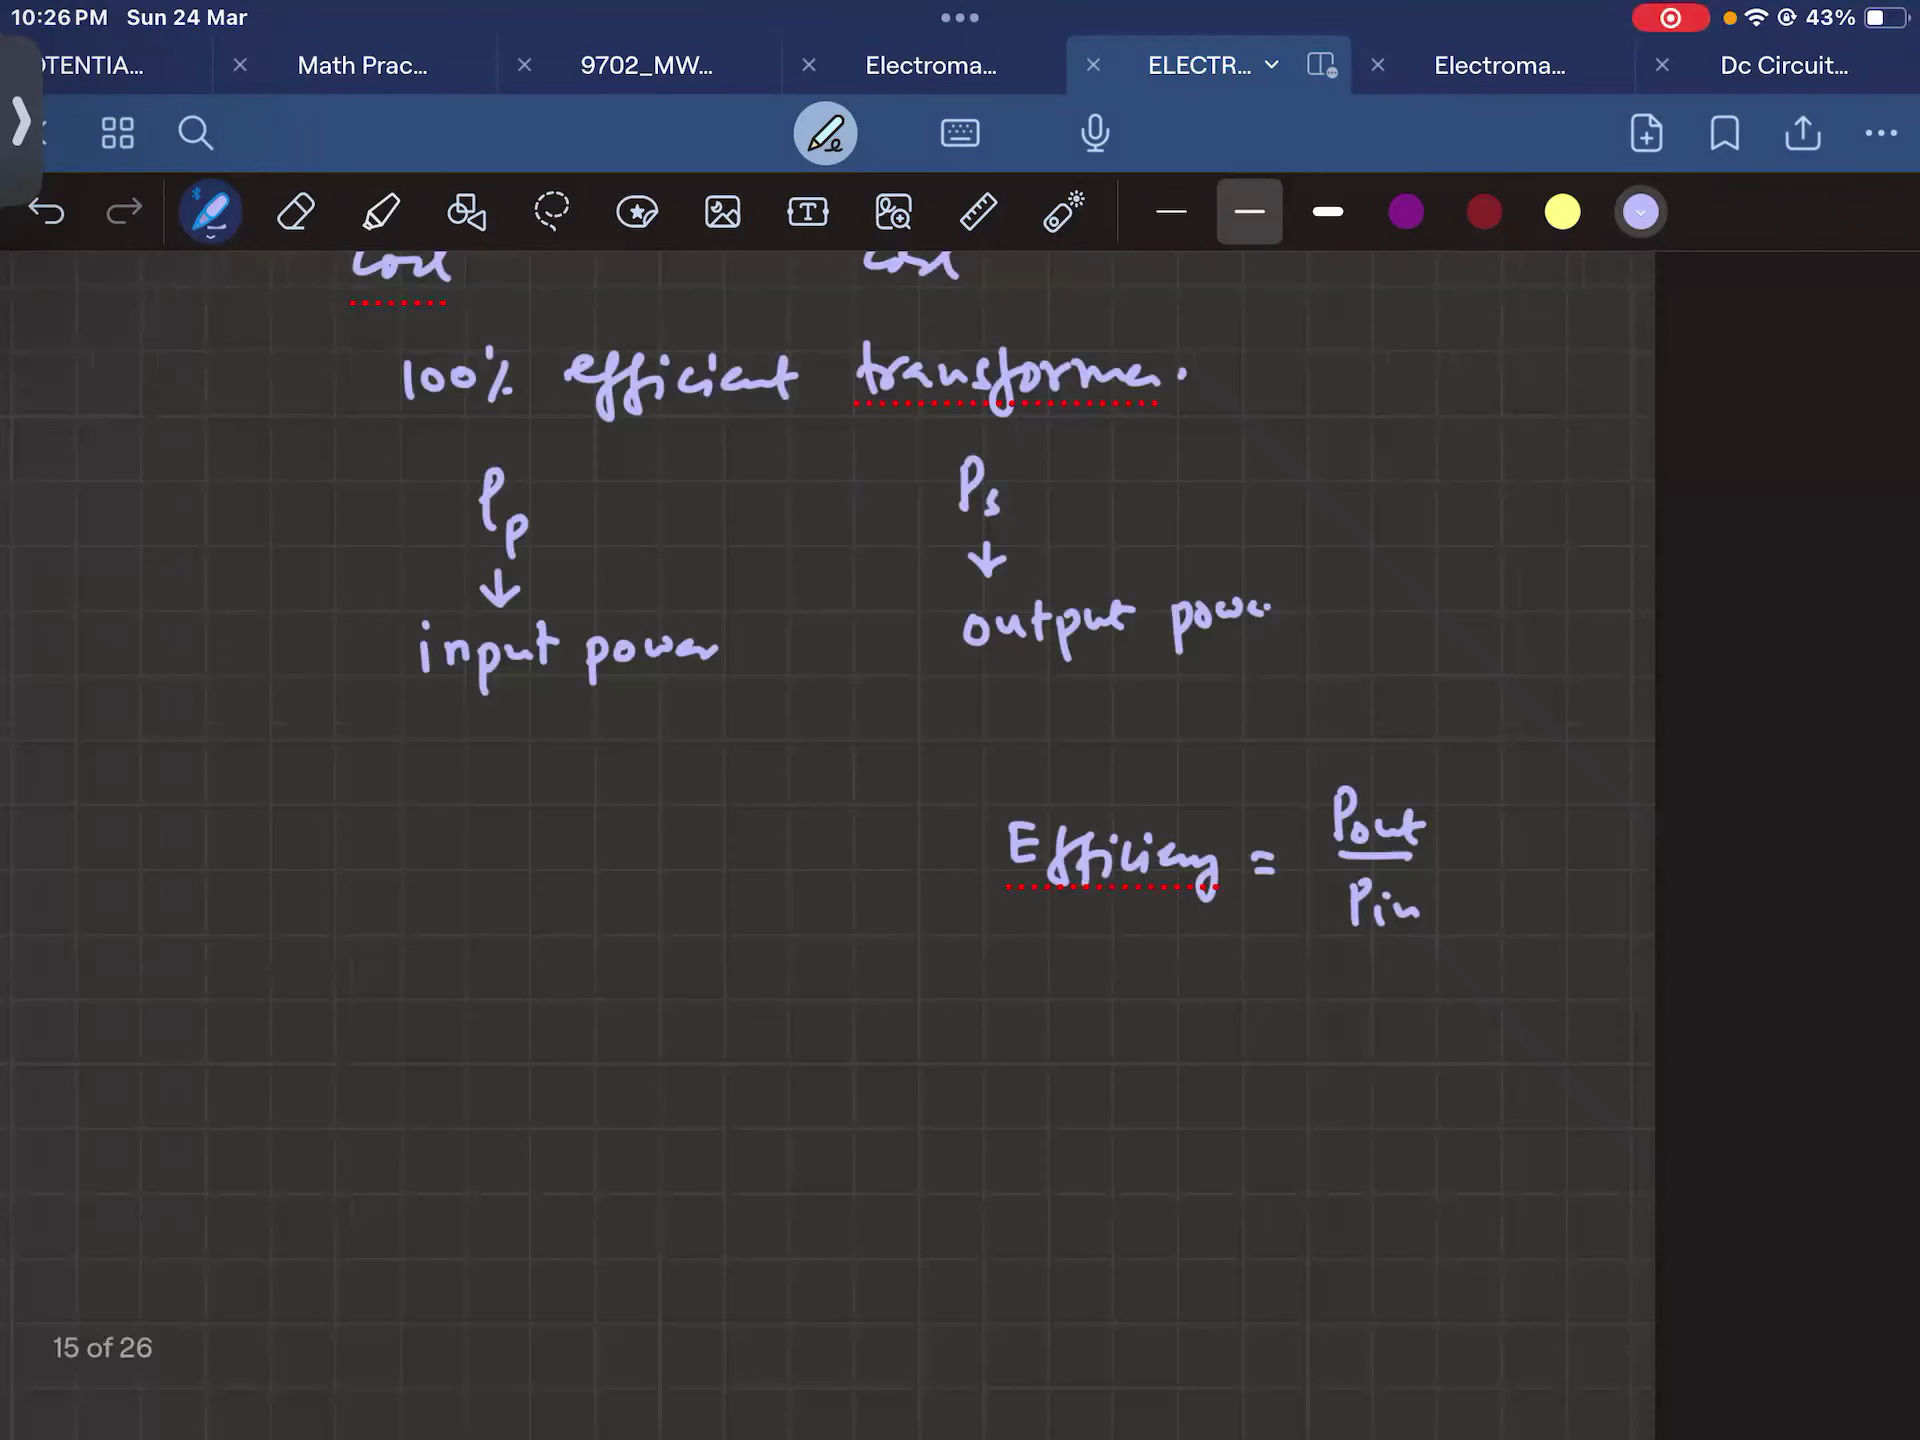 10:26 PM Sun 24 Mar
43%
OTENTIA...
Math Prac...
9702_MW...
Electroma...
ELECTR...
Electroma...
Dc Circuit...
100% efficient transformer.
Pp
Ps
input power
output power
Efficiency = Pout
Pin
15 of 26